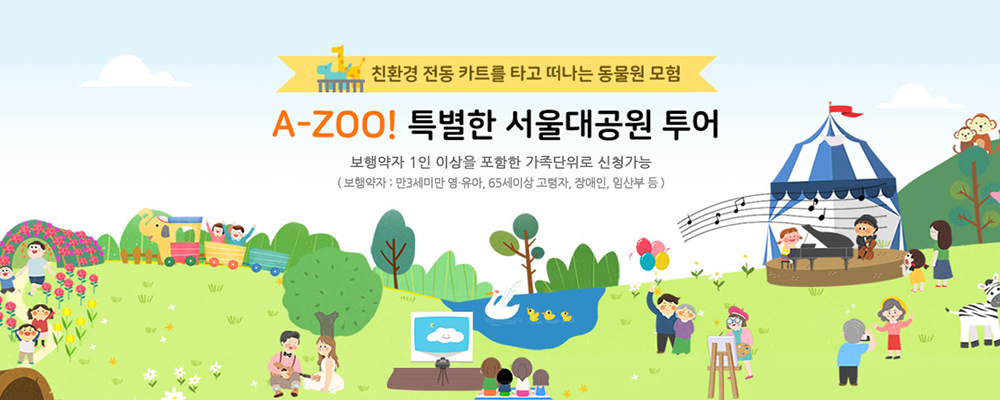 친환경 전동 카트를 타고 떠나는 동물원 모험
A-ZOO! 특별한 서울대공원 투어
보행약자 1인 이상을 포함한 가족단위로 신청가능
( 보행약자 : 만3세미만 영·유아, 65세이상 고령자, 장애인, 임산부 등 )